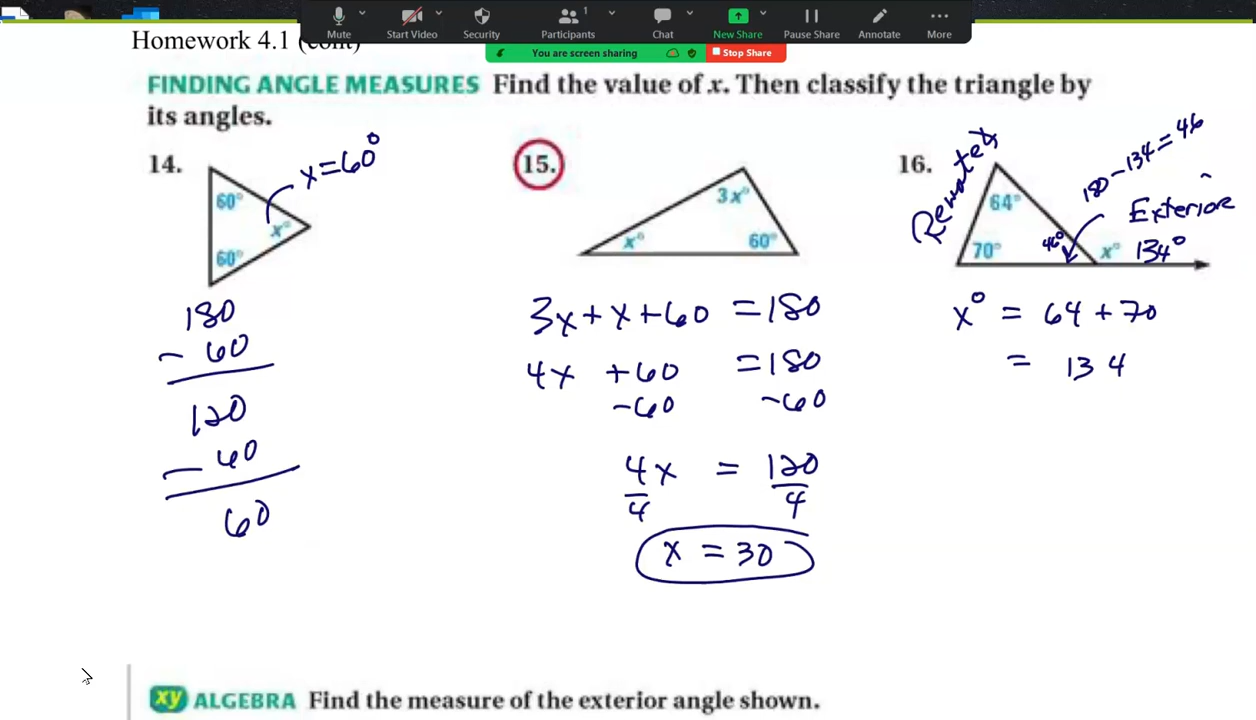 Mute
Start Video
Security
Participants
1
Chat
New Share
Pause Share
Annotate
More
You are screen sharing
Stop Share
Homework 4.1 (cont)
FINDING ANGLE MEASURES Find the value of x. Then classify the triangle by
its angles.
14.
60°
60°
x°
x=60°
180
- 60
120
- 60
60
15.
3x°
x°
60°
3x+x+60 =180
4x +60 =180
-60 -60
4x = 120
4 4
x = 30
16.
Remotes
64°
70°
46°
x°
180-134=46
Exterior
134°
x° = 64+70
= 134
xy ALGEBRA Find the measure of the exterior angle shown.